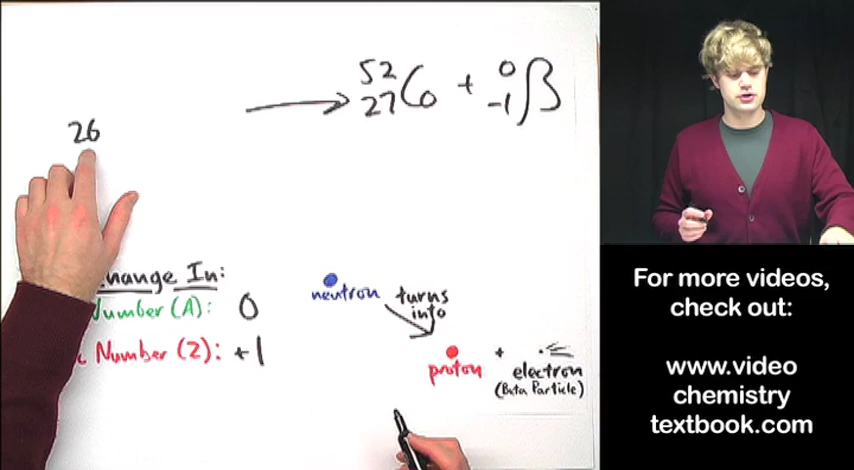 52
27Co + 0
-1β
26
hange In:
umber (A): 0
Number (Z): +1
neutron turns
into
proton + electron
(Beta Particle)
For more videos,
check out:
www.video
chemistry
textbook.com